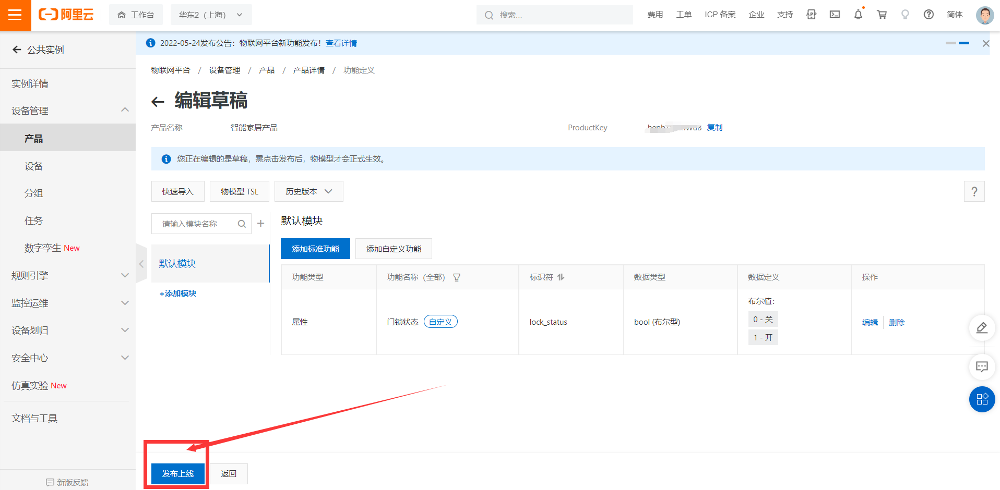 阿里云
工作台
华东2（上海）
搜索...
费用
工单
ICP 备案
企业
支持
简体
公共实例
实例详情
设备管理
产品
设备
分组
任务
数字孪生 New
规则引擎
监控运维
设备划归
安全中心
仿真实验 New
文档与工具
新版反馈
2022-05-24发布公告：物联网平台新功能发布！查看详情
物联网平台 / 设备管理 / 产品 / 产品详情 / 功能定义
编辑草稿
产品名称
智能家居产品
ProductKey
复制
您正在编辑的是草稿，需点击发布后，物模型才会正式生效。
快速导入
物模型 TSL
历史版本
?
请输入模块名称
默认模块
+添加模块
默认模块
添加标准功能
添加自定义功能
功能类型 功能名称（全部） 标识符 数据类型 数据定义 操作
属性 门锁状态 自定义 lock_status bool (布尔型)
布尔值：
0 - 关
1 - 开
编辑 删除
发布上线
返回